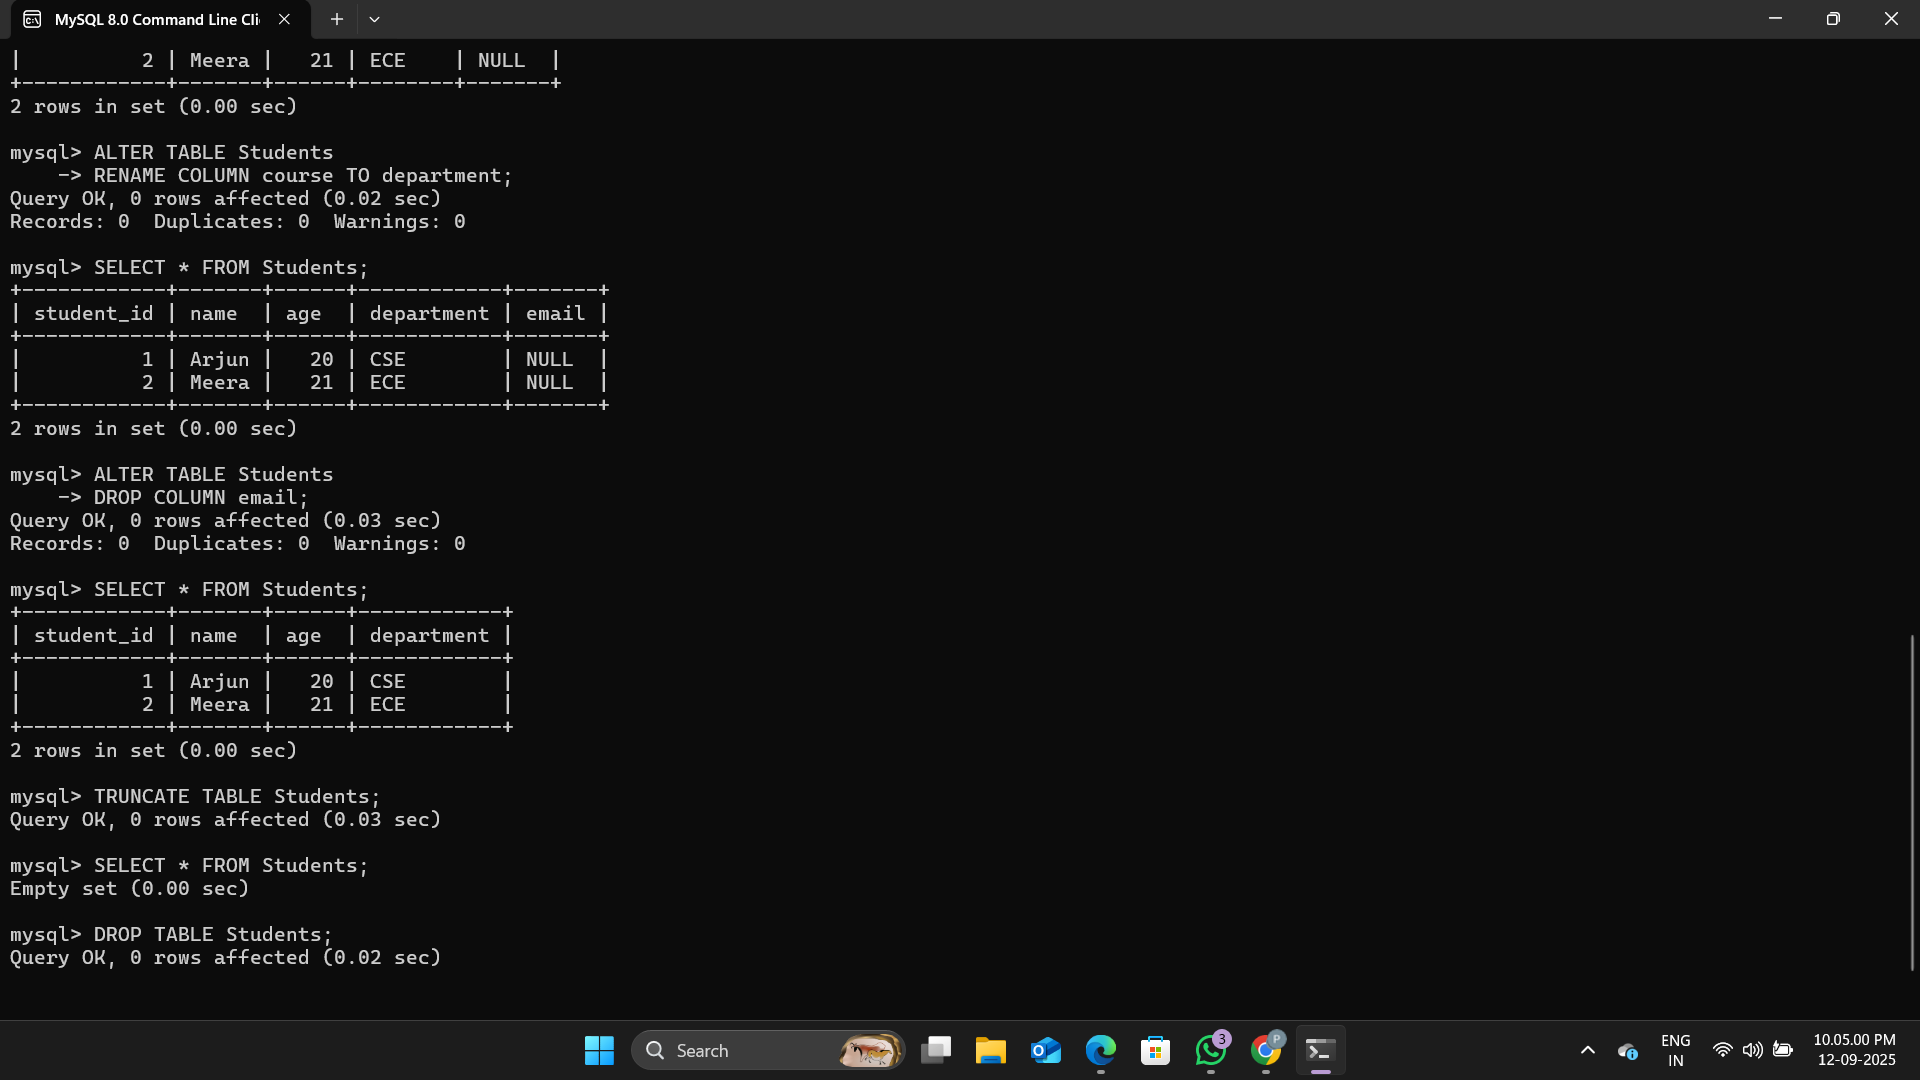 MySQL 8.0 Command Line Cli
|          2 | Meera |   21 | ECE    | NULL  |
+------------+-------+------+--------+-------+
2 rows in set (0.00 sec)
mysql> ALTER TABLE Students
    -> RENAME COLUMN course TO department;
Query OK, 0 rows affected (0.02 sec)
Records: 0  Duplicates: 0  Warnings: 0
mysql> SELECT * FROM Students;
+------------+-------+------+------------+-------+
| student_id | name  | age  | department | email |
+------------+-------+------+------------+-------+
|          1 | Arjun |   20 | CSE        | NULL  |
|          2 | Meera |   21 | ECE        | NULL  |
+------------+-------+------+------------+-------+
2 rows in set (0.00 sec)
mysql> ALTER TABLE Students
    -> DROP COLUMN email;
Query OK, 0 rows affected (0.03 sec)
Records: 0  Duplicates: 0  Warnings: 0
mysql> SELECT * FROM Students;
+------------+-------+------+------------+
| student_id | name  | age  | department |
+------------+-------+------+------------+
|          1 | Arjun |   20 | CSE        |
|          2 | Meera |   21 | ECE        |
+------------+-------+------+------------+
2 rows in set (0.00 sec)
mysql> TRUNCATE TABLE Students;
Query OK, 0 rows affected (0.03 sec)
mysql> SELECT * FROM Students;
Empty set (0.00 sec)
mysql> DROP TABLE Students;
Query OK, 0 rows affected (0.02 sec)
Search
3
P
ENG
IN
10.05.00 PM
12-09-2025